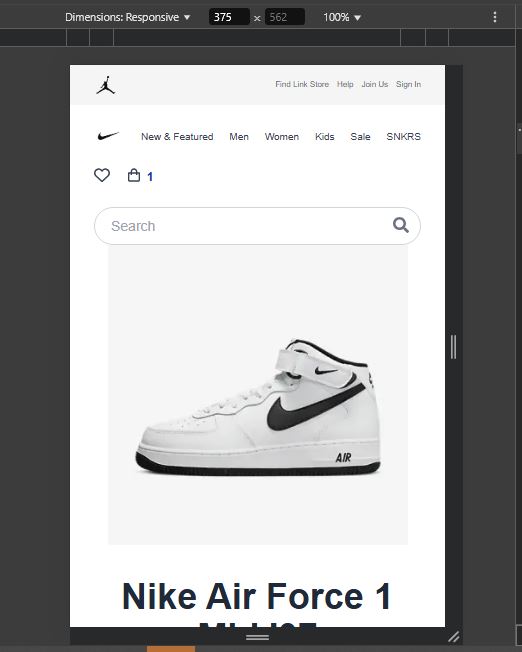 Dimensions: Responsive 375 x 562 100%
Find Link Store Help Join Us Sign In
New & Featured Men Women Kids Sale SNKRS
1
Search
AIR
Nike Air Force 1